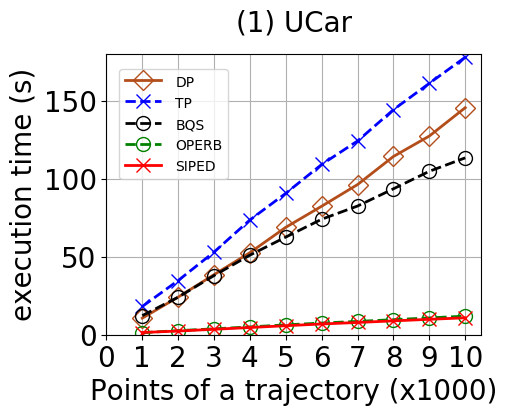 (1) UCar
execution time (s)
150
100
50
0
DP
TP
BQS
OPERB
SIPED
0 1 2 3 4 5 6 7 8 9 10
Points of a trajectory (x1000)